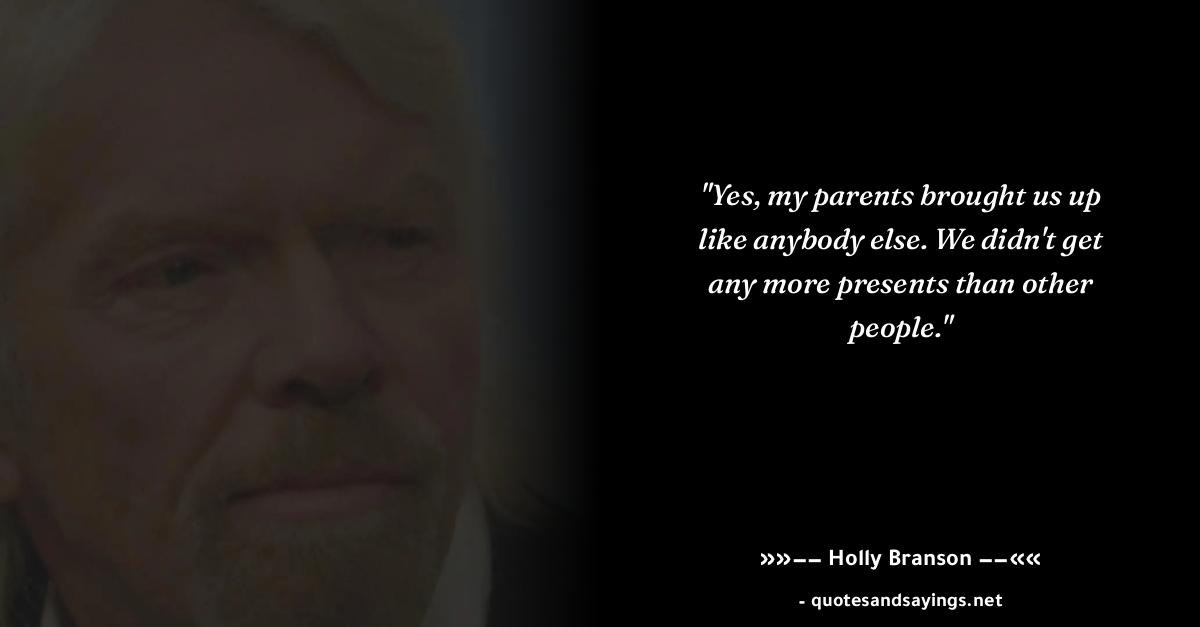 "Yes, my parents brought us up
like anybody else. We didn't get
any more presents than other
people."
»»–– Holly Branson ––««
- quotesandsayings.net